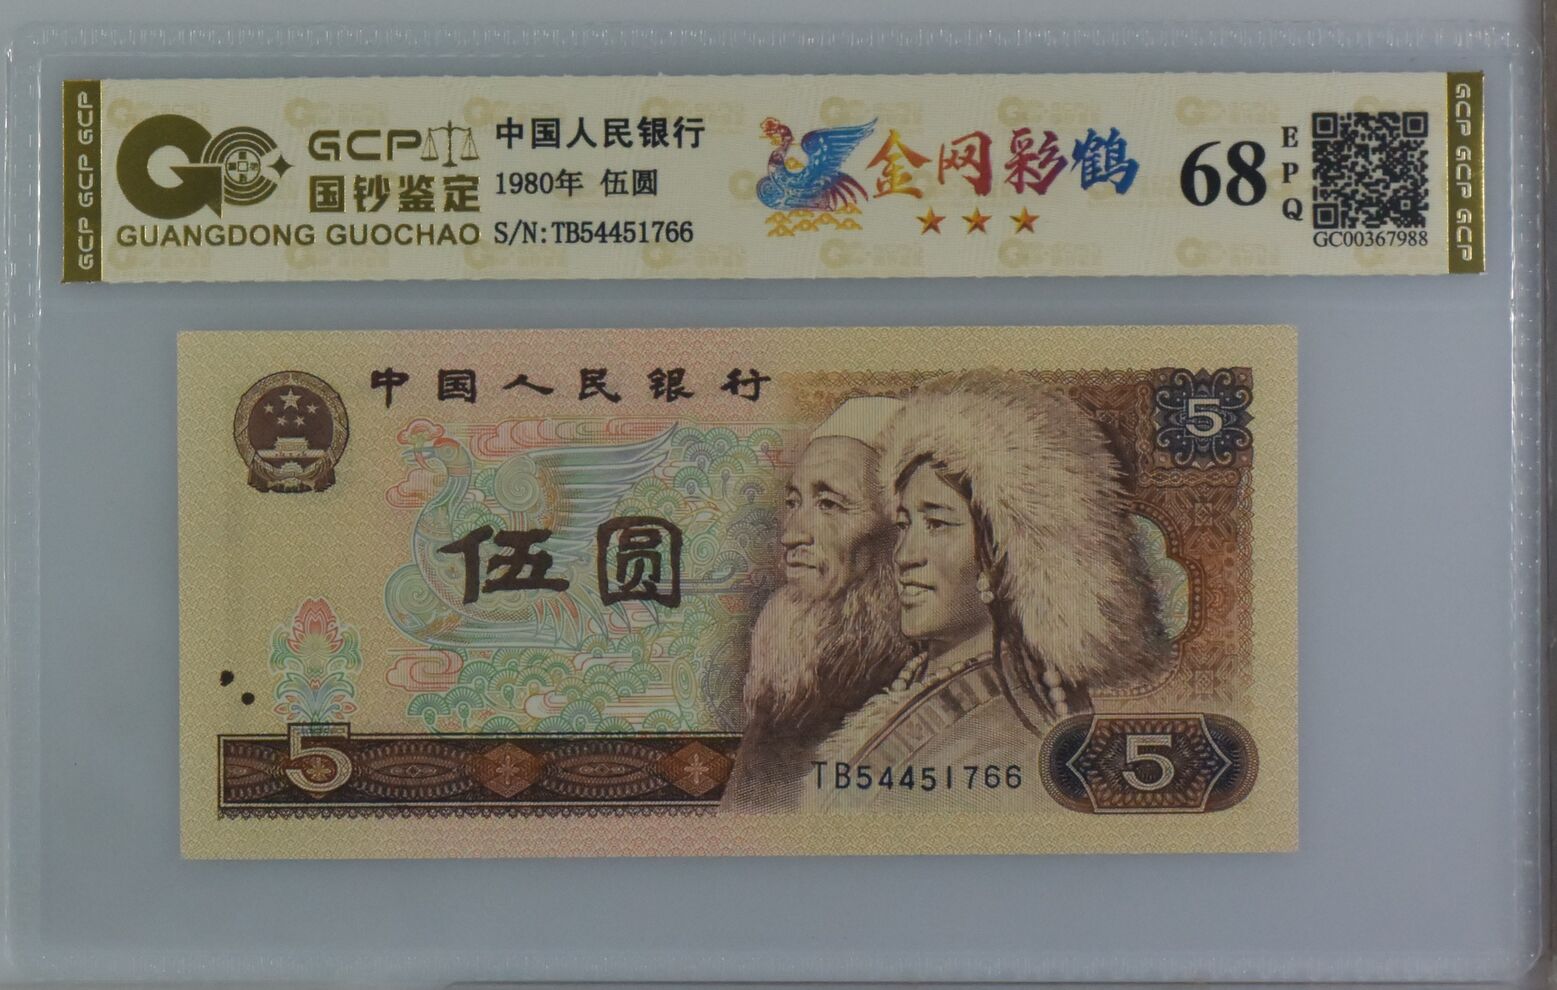 GCP GCP GCP
GCP
国钞鉴定
GUANGDONG GUOCHAO
中国人民银行
1980年 伍圆
S/N:TB54451766
金网彩鹤
68
EPQ
GC00367988
GCP GCP GCP
中国人民银行
5
伍圆
5
TB54451766
5